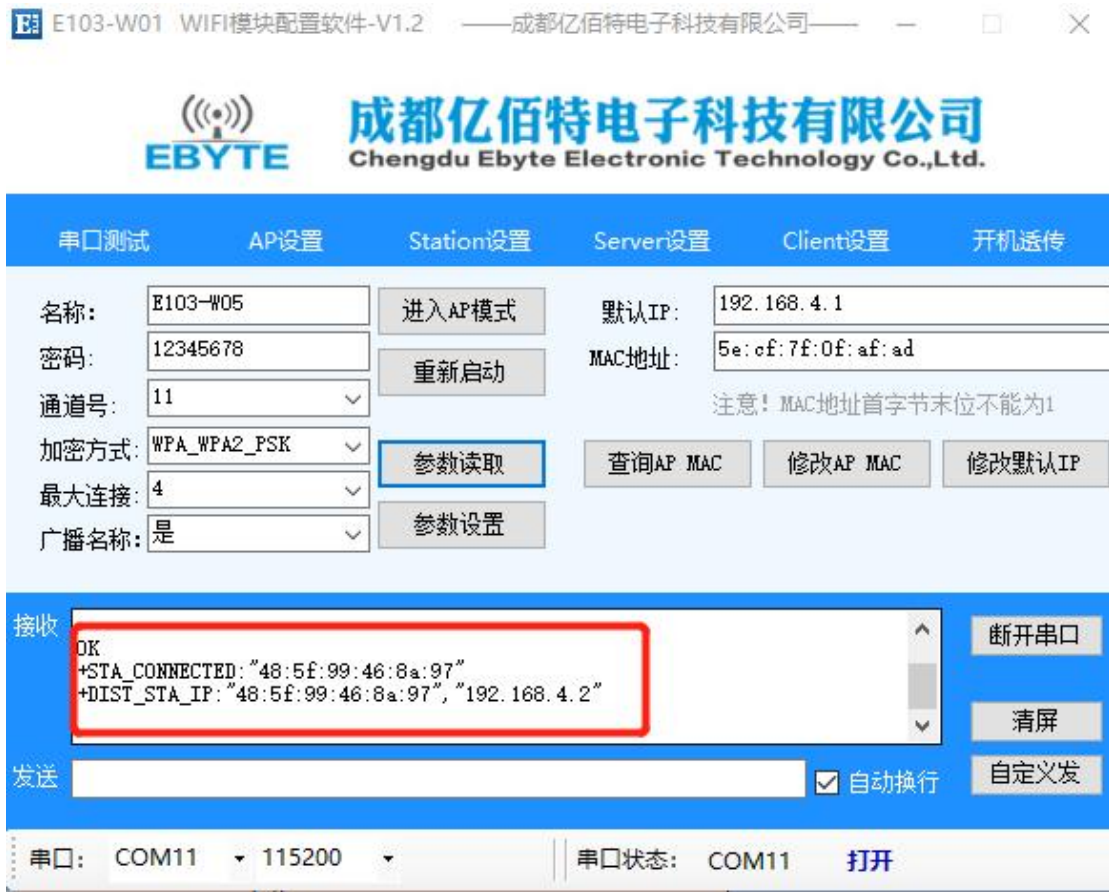 E103-W01 WIFI模块配置软件-V1.2 ——成都亿佰特电子科技有限公司——
EBYTE
成都亿佰特电子科技有限公司
Chengdu Ebyte Electronic Technology Co.,Ltd.
串口测试 AP设置 Station设置 Server设置 Client设置 开机透传
名称: E103-W05 进入AP模式 默认IP: 192.168.4.1
密码: 12345678 重新启动 MAC地址: 5e:cf:7f:0f:af:ad
通道号: 11 注意! MAC地址首字节末位不能为1
加密方式: WPA_WPA2_PSK 参数读取 查询AP MAC 修改AP MAC 修改默认IP
最大连接: 4
广播名称: 是 参数设置
接收 断开串口
OK
+STA_CONNECTED:"48:5f:99:46:8a:97"
+DIST_STA_IP:"48:5f:99:46:8a:97","192.168.4.2"
清屏
发送 自动换行 自定义发
串口: COM11 115200 串口状态: COM11 打开